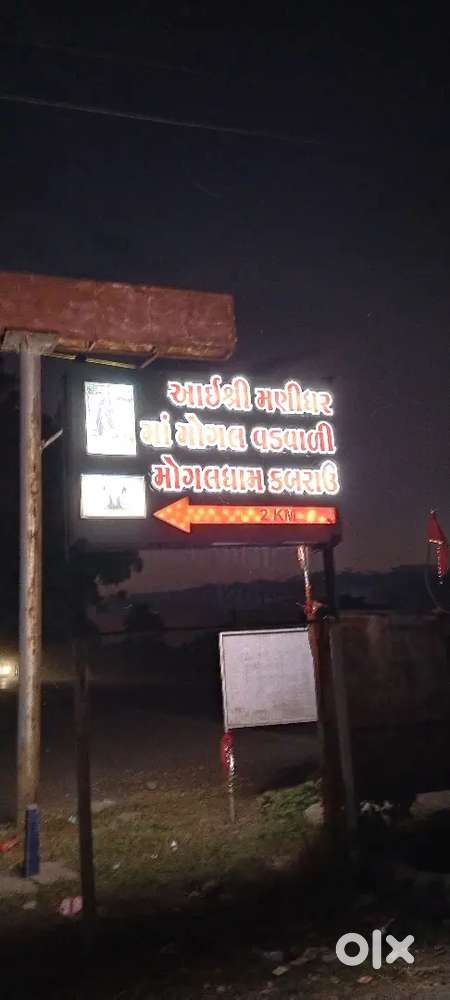 આઈશ્રી મણીધર
માં મોગલ વડવાળી
મોગલધામ કબરાઉ
2 KM
olx